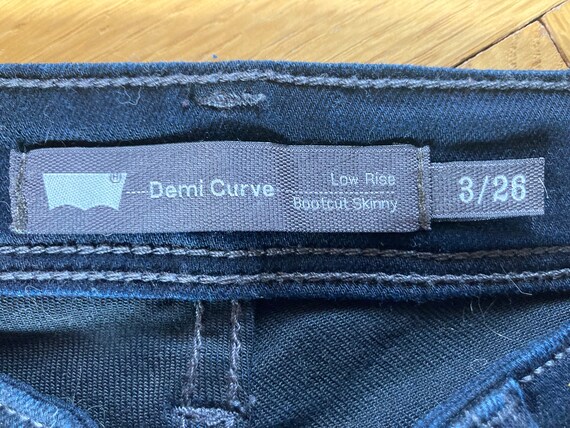 Demi Curve
Low Rise
Bootcut Skinny
3/26